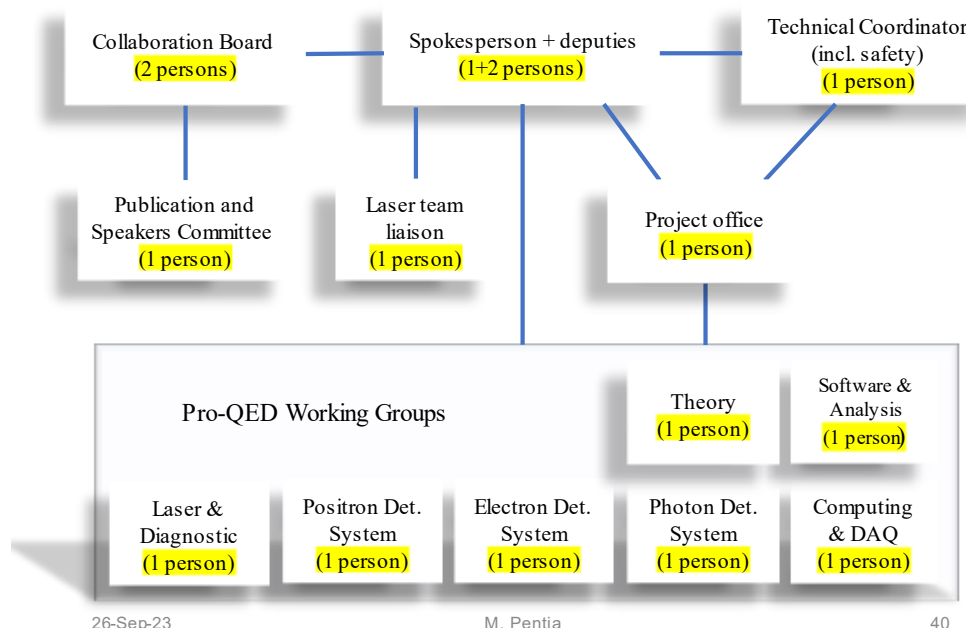 Collaboration Board
(2 persons)
Spokesperson + deputies
(1+2 persons)
Technical Coordinator
(incl. safety)
(1 person)
Publication and
Speakers Committee
(1 person)
Laser team
liaison
(1 person)
Project office
(1 person)
Pro-QED Working Groups
Theory
(1 person)
Software &
Analysis
(1 person)
Laser &
Diagnostic
(1 person)
Positron Det.
System
(1 person)
Electron Det.
System
(1 person)
Photon Det.
System
(1 person)
Computing
& DAQ
(1 person)
26-Sep-23
M. Pentia
40